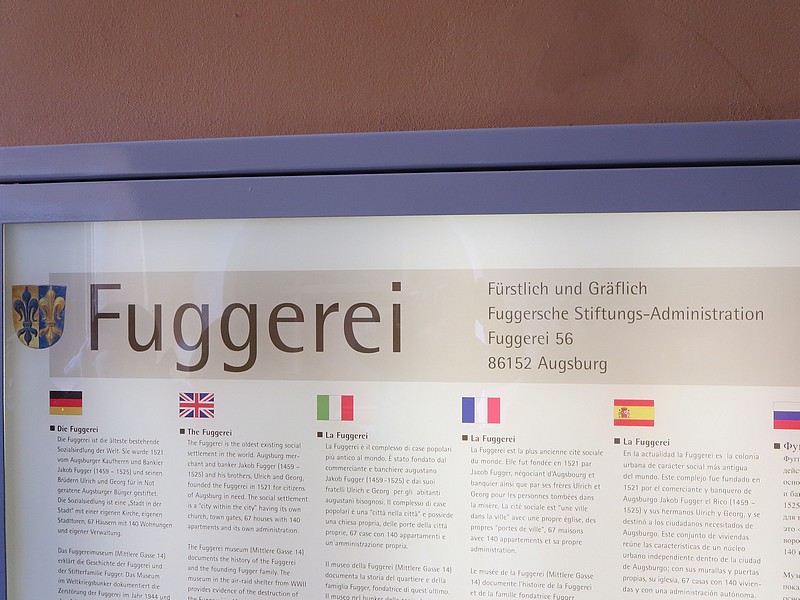 Fuggerei
Fürstlich und Gräflich
Fuggersche Stiftungs-Administration
Fuggerei 56
86152 Augsburg
Die Fuggerei
Die Fuggerei ist die älteste bestehende
Sozialsiedlung der Welt. Sie wurde 1521
vom Augsburger Kaufherrn und Bankier
Jakob Fugger (1459 - 1525) und seinen
Brüdern Ulrich und Georg für in Not
geratene Augsburger Bürger gestiftet.
Die Sozialsiedlung ist eine „Stadt in der
Stadt" mit einer eigenen Kirche, eigenen
Stadttoren, 67 Häusern mit 140 Wohnungen
und eigener Verwaltung.
Das Fuggereimuseum (Mittlere Gasse 14)
erklärt die Geschichte der Fuggerei und
der Stifterfamilie Fugger. Das Museum
im Weltkriegsbunker dokumentiert die
Zerstörung der Fuggerei im Jahr 1944 und
The Fuggerei
The Fuggerei is the oldest existing social
settlement in the world. Augsburg mer-
chant and banker Jakob Fugger (1459 –
1525) and his brothers, Ulrich and Georg,
founded the Fuggerei in 1521 for citizens
of Augsburg in need. The social settlement
is a "city within the city" having its own
church, town gates, 67 houses with 140
apartments and its own administration.
The Fuggerei museum (Mittlere Gasse 14)
documents the history of the Fuggerei
and the founding Fugger family. The
museum in the air-raid shelter from WWII
provides evidence of the destruction of
La Fuggerei
La Fuggerei è il complesso di case popolari
più antico al mondo. È stato fondato dal
commerciante e banchiere augustano
Jakob Fugger (1459-1525) e dai suoi
fratelli Ulrich e Georg per gli abitanti
augustani bisognosi. Il complesso di case
popolari è una "città nella città" e possiede
una chiesa propria, delle porte della città
proprie, 67 case con 140 appartamenti e
un amministrazione propria.
Il museo della Fuggerei (Mittlere Gasse 14)
documenta la storia del quartiere e della
famiglia Fugger, fondatrice di quest ultimo.
Il museo nel bunker delle
La Fuggerei
La Fuggerei est la plus ancienne cité sociale
du monde. Elle fut fondée en 1521 par
Jacob Fugger, négociant d'Augsbourg et
banquier ainsi que par ses frères Ulrich et
Georg pour les personnes tombées dans
la misère. La cité sociale est "une ville
dans la ville" avec une propre église, des
propres "portes de ville", 67 maisons
avec 140 appartements et sa propre
administration.
Le musée de la Fuggerei (Mittlere Gasse
14) documente l'histoire de la Fuggerei
et de la famille fondatrice Fugger
La Fuggerei
En la actualidad la Fuggerei es la colonia
urbana de carácter social más antigua
del mundo. Este complejo fue fundado en
1521 por el comerciante y banquero de
Augsburgo Jakob Fugger el Rico (1459 –
1525) y sus hermanos Ulrich y Georg, y se
destinó a los ciudadanos necesitados de
Augsburgo. Este conjunto de viviendas
reúne las características de un núcleo
urbano independiente dentro de la ciudad
de Augsburgo; con sus murallas y puertas
propias, su iglesia, 67 casas con 140 vivien-
das y con una administración autónoma.